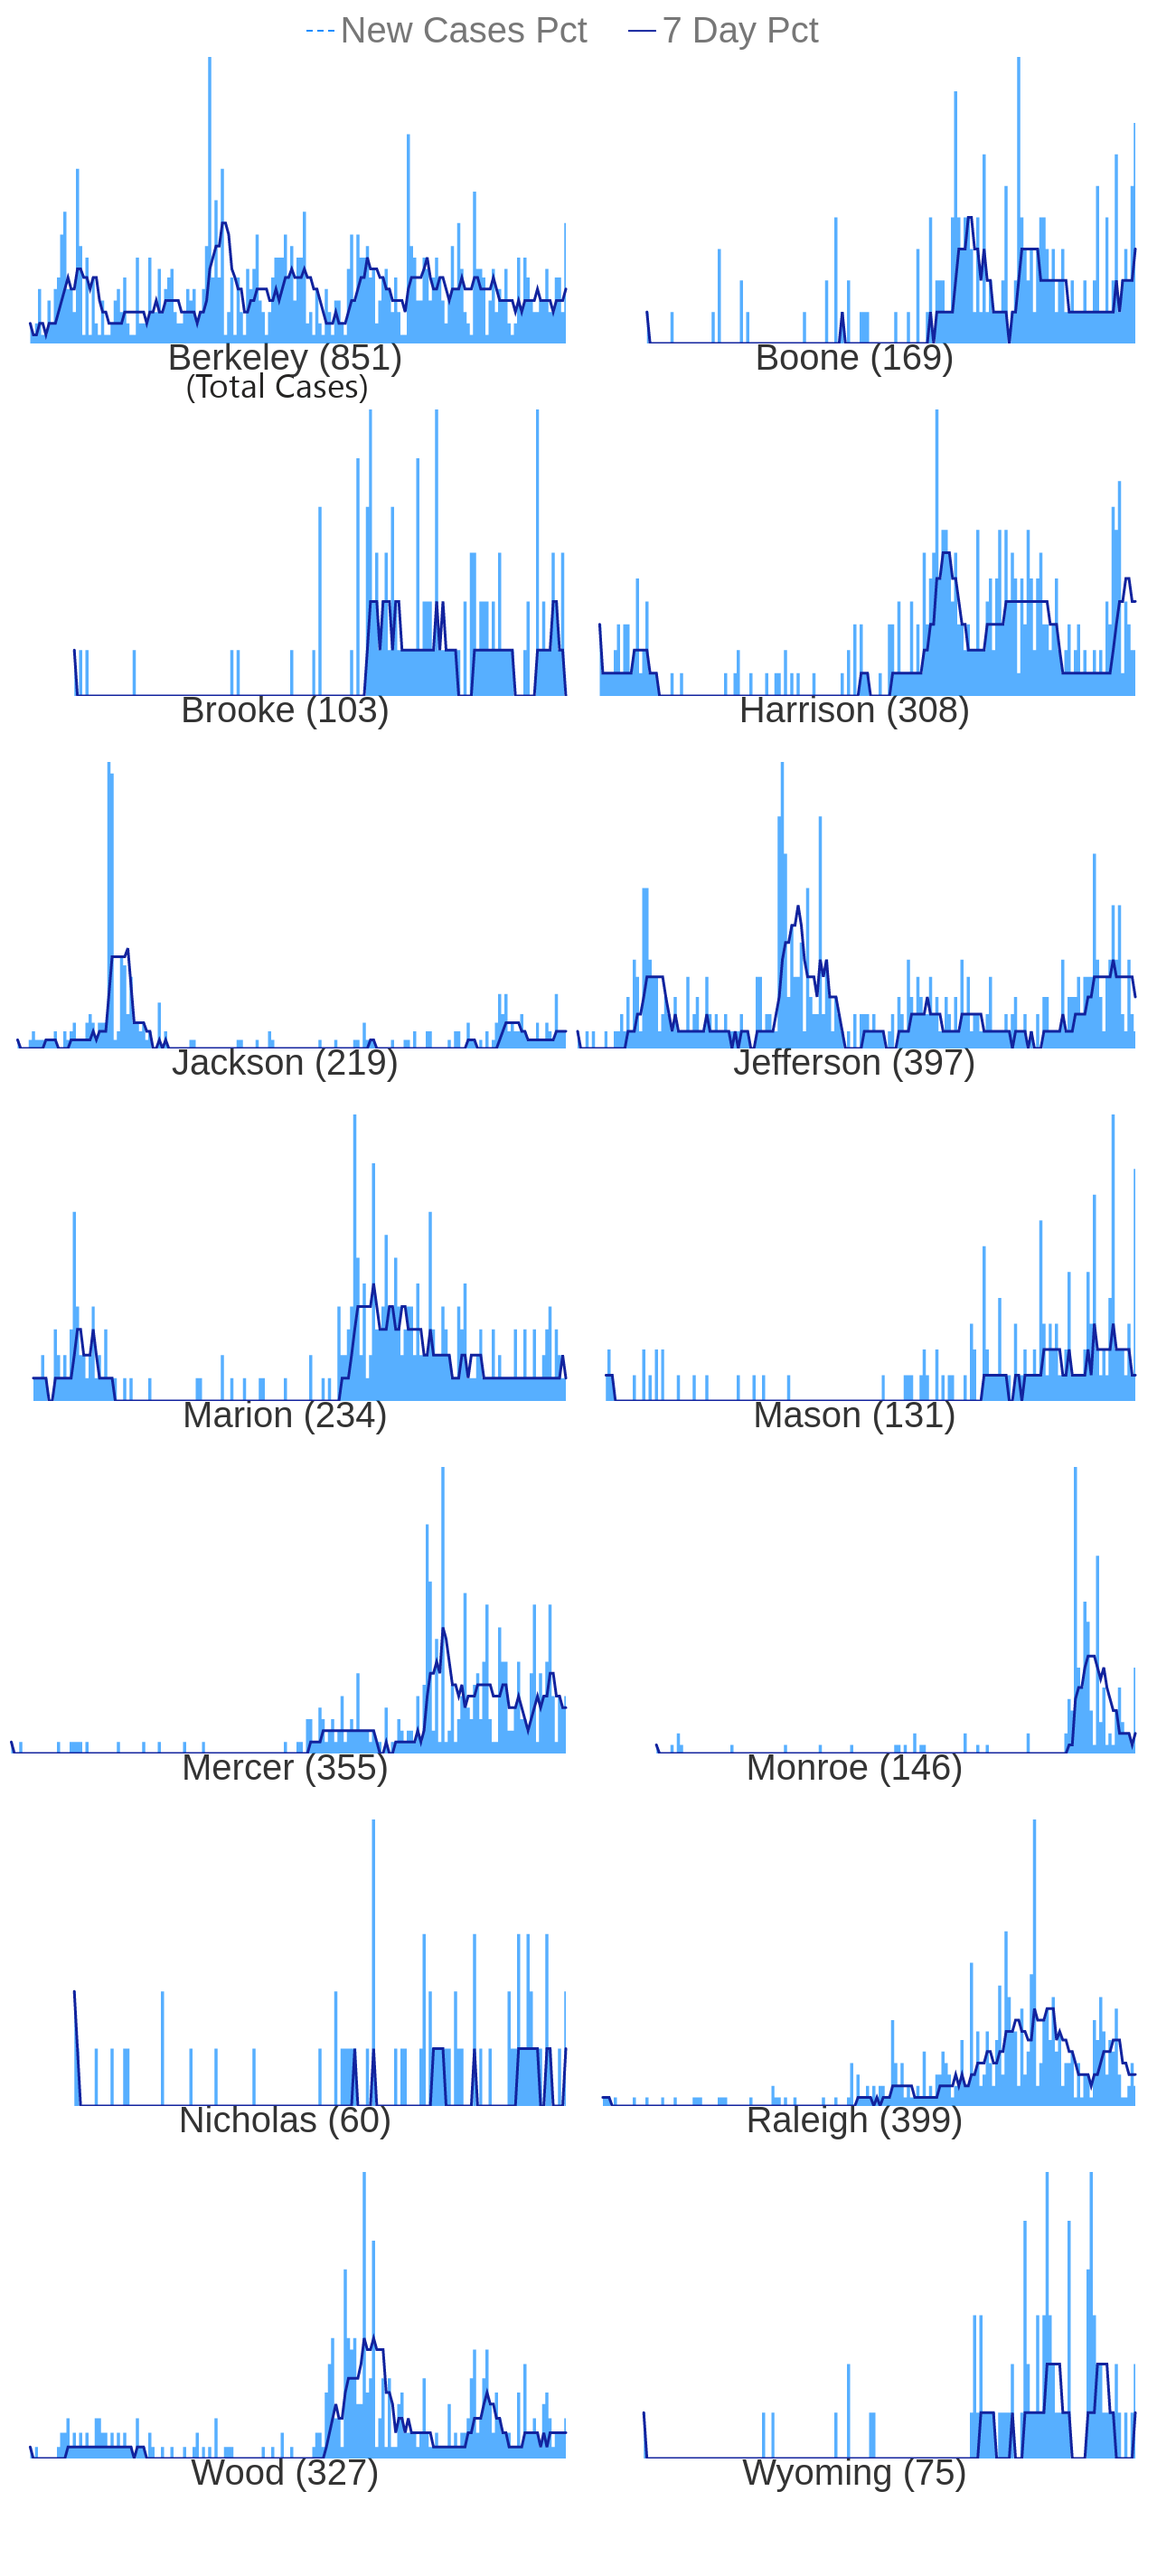 New Cases Pct 7 Day Pct
Berkeley (851) Boone (169)
(Total Cases)
Brooke (103) Harrison (308)
Jackson (219) Jefferson (397)
Marion (234) Mason (131)
Mercer (355) Monroe (146)
Nicholas (60) Raleigh (399)
Wood (327) Wyoming (75)